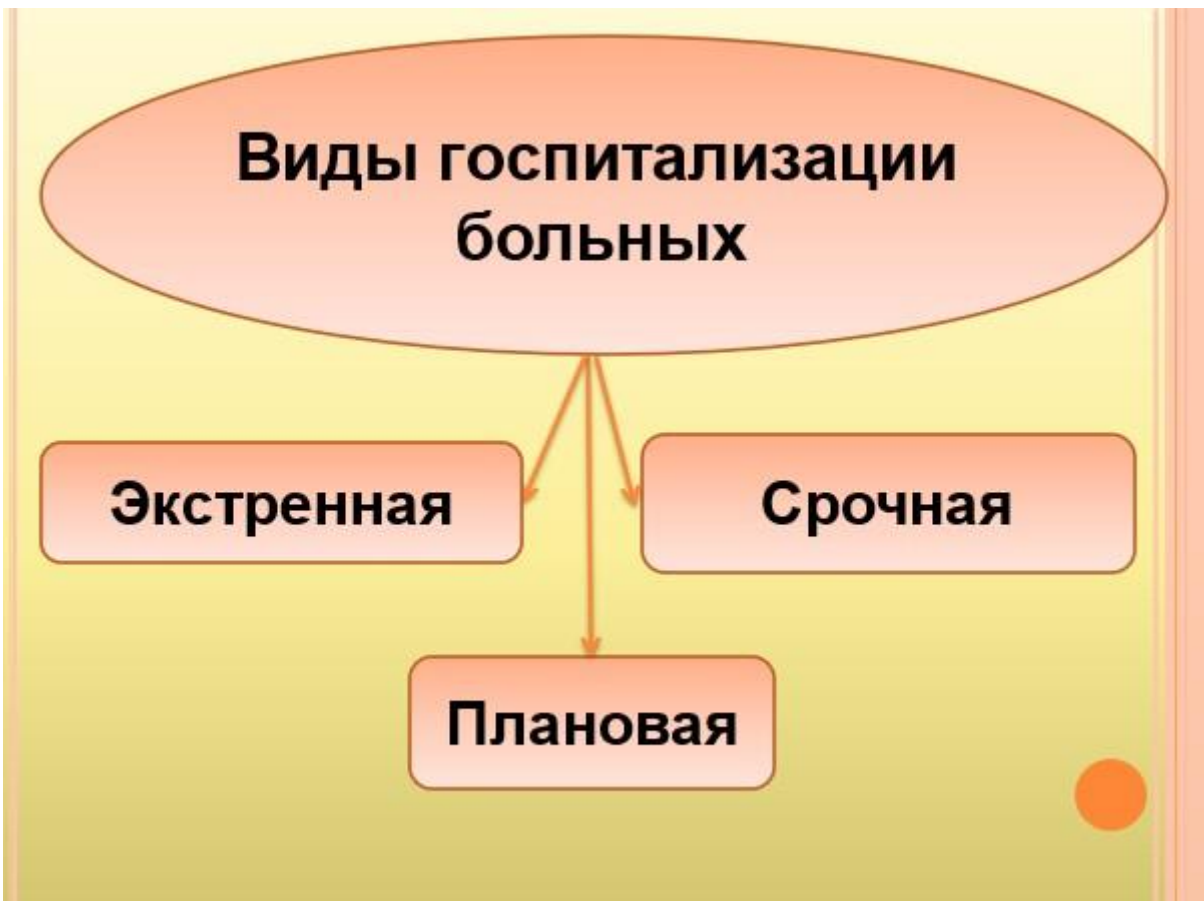 Виды госпитализации
больных
Экстренная
Срочная
Плановая